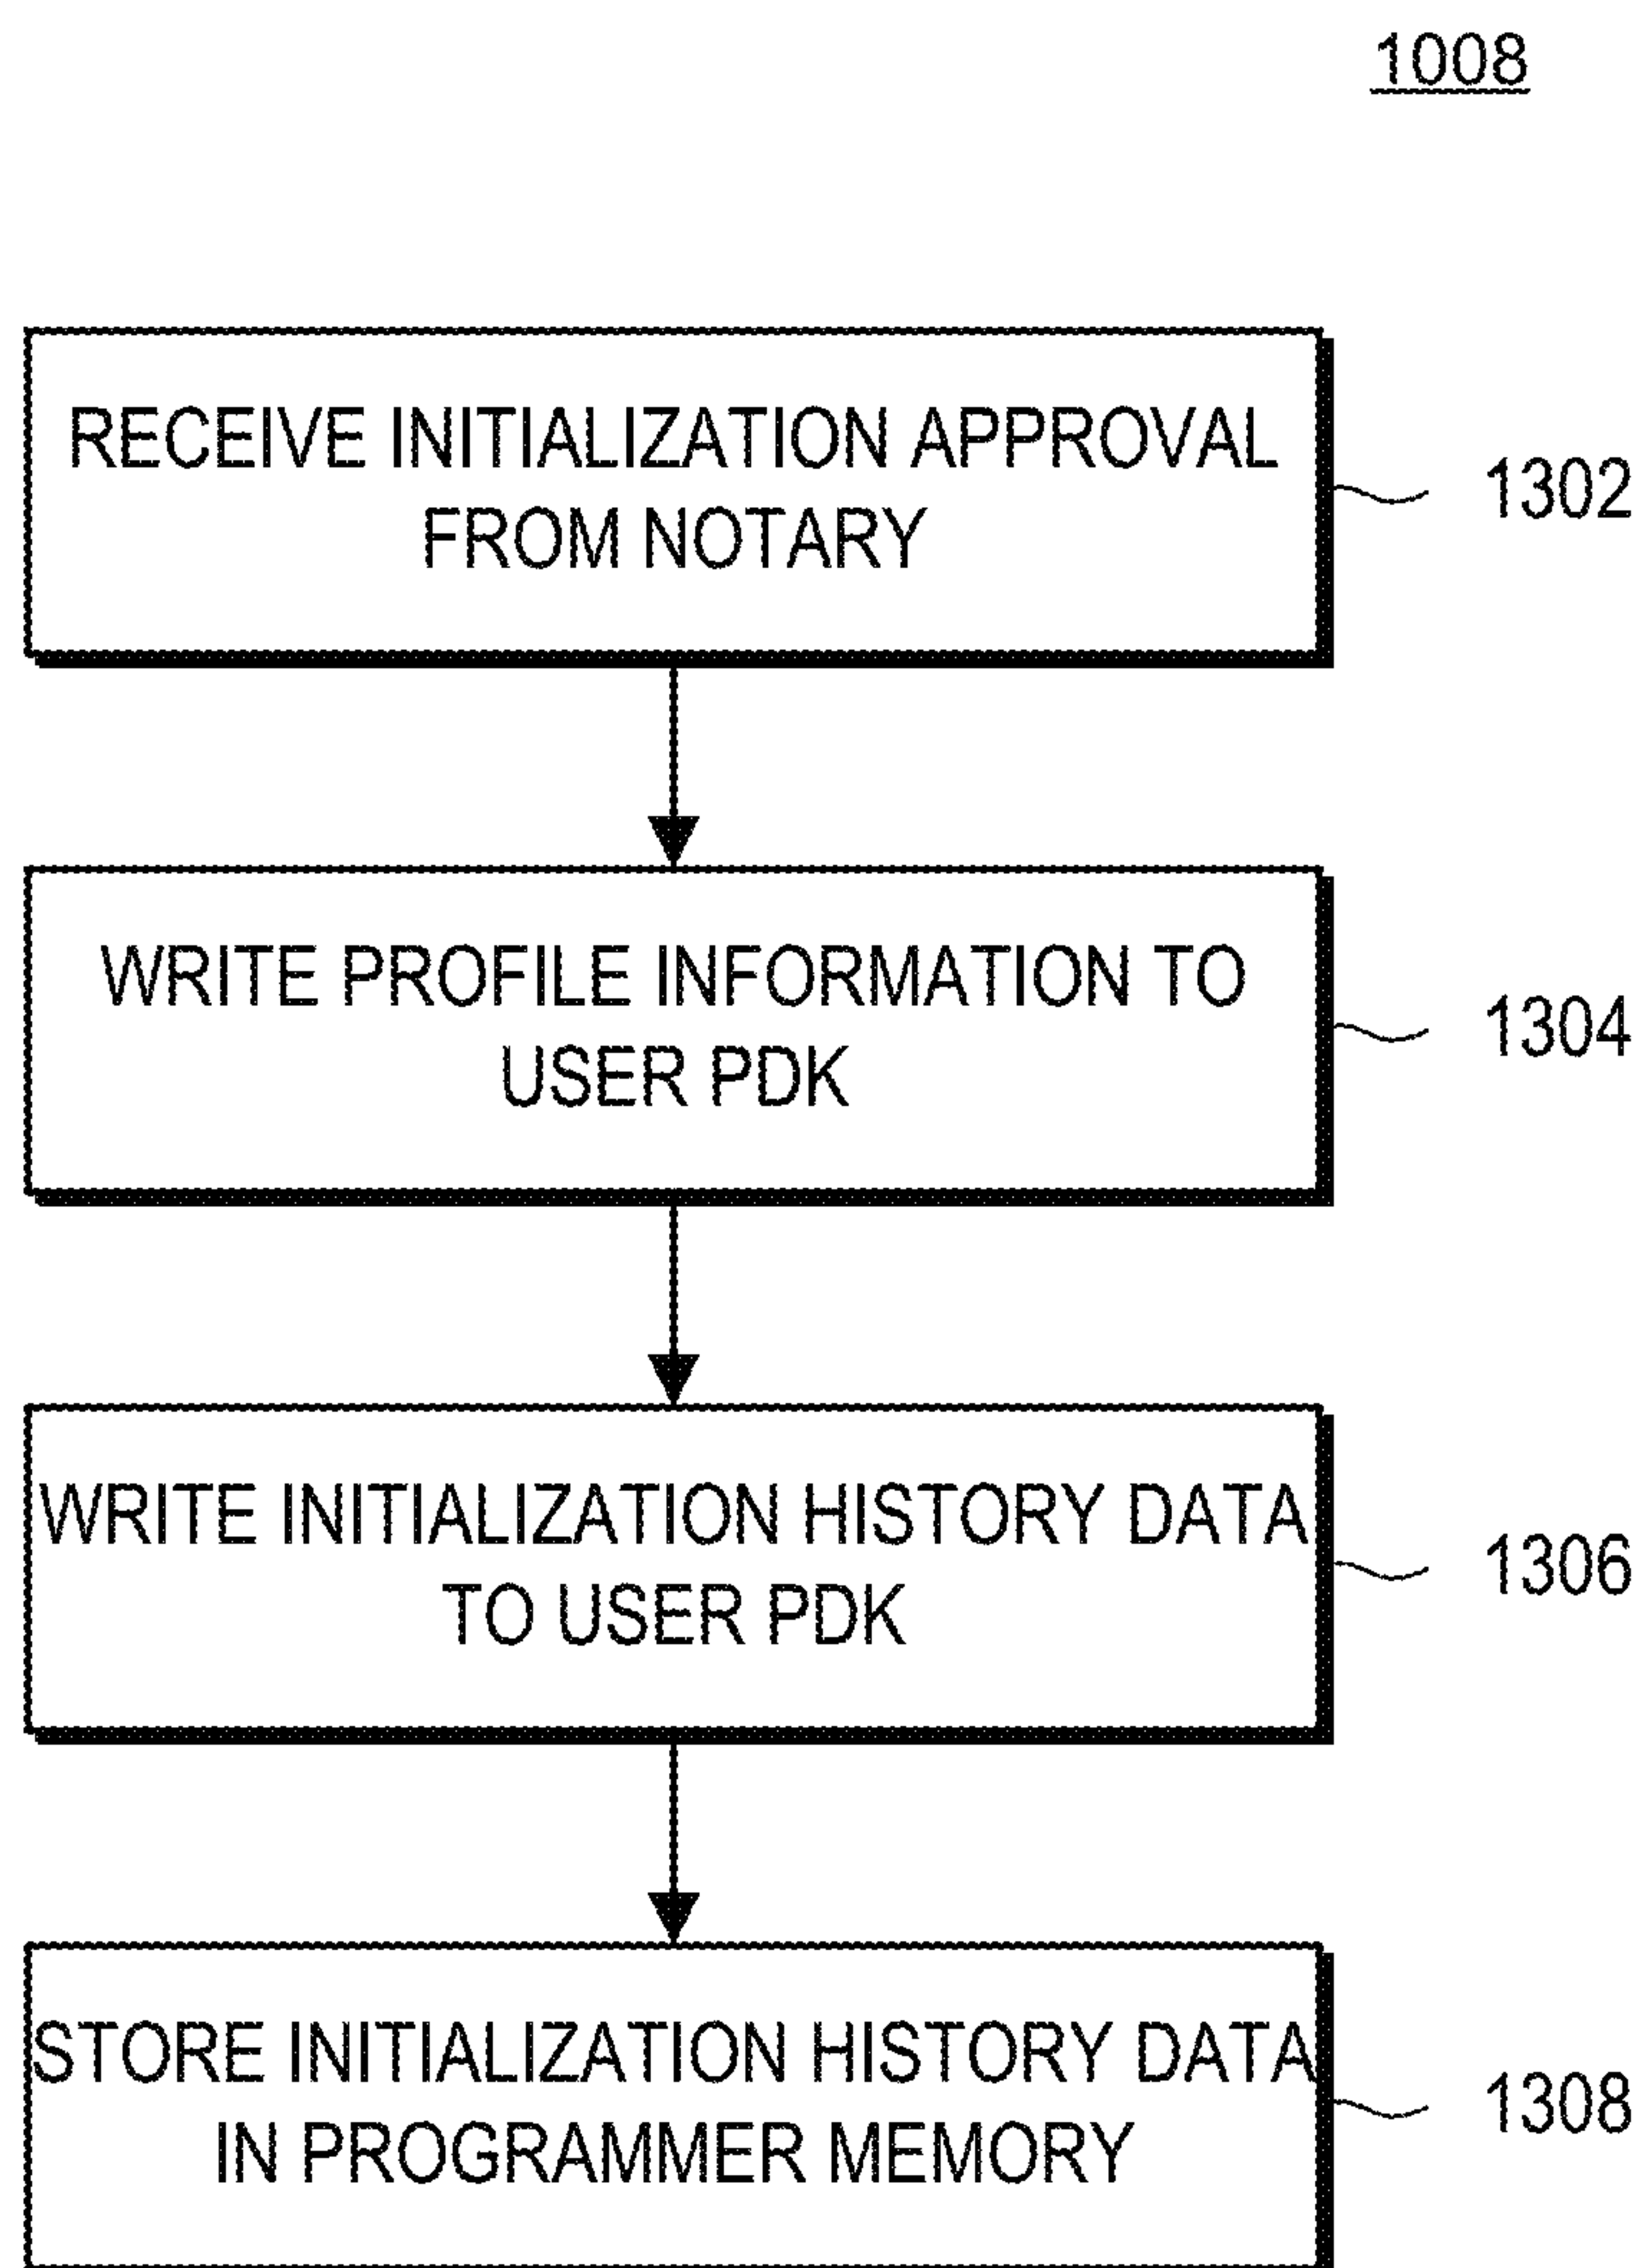 1008
RECEIVE INITIALIZATION APPROVAL
FROM NOTARY
1302
WRITE PROFILE INFORMATION TO
USER PDK
1304
WRITE INITIALIZATION HISTORY DATA
TO USER PDK
1306
STORE INITIALIZATION HISTORY DATA
IN PROGRAMMER MEMORY
1308